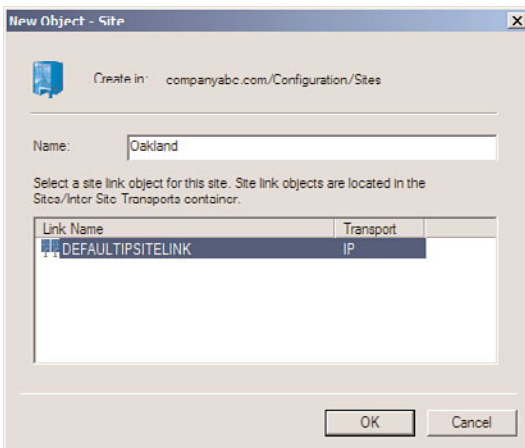 New Object - Site
Create in: companyabc.com/Configuration/Sites
Name: Oakland
Select a site link object for this site. Site link objects are located in the
Sites/Inter Site Transports container.
Link Name Transport
DEFAULTIPSITELINK IP
OK Cancel